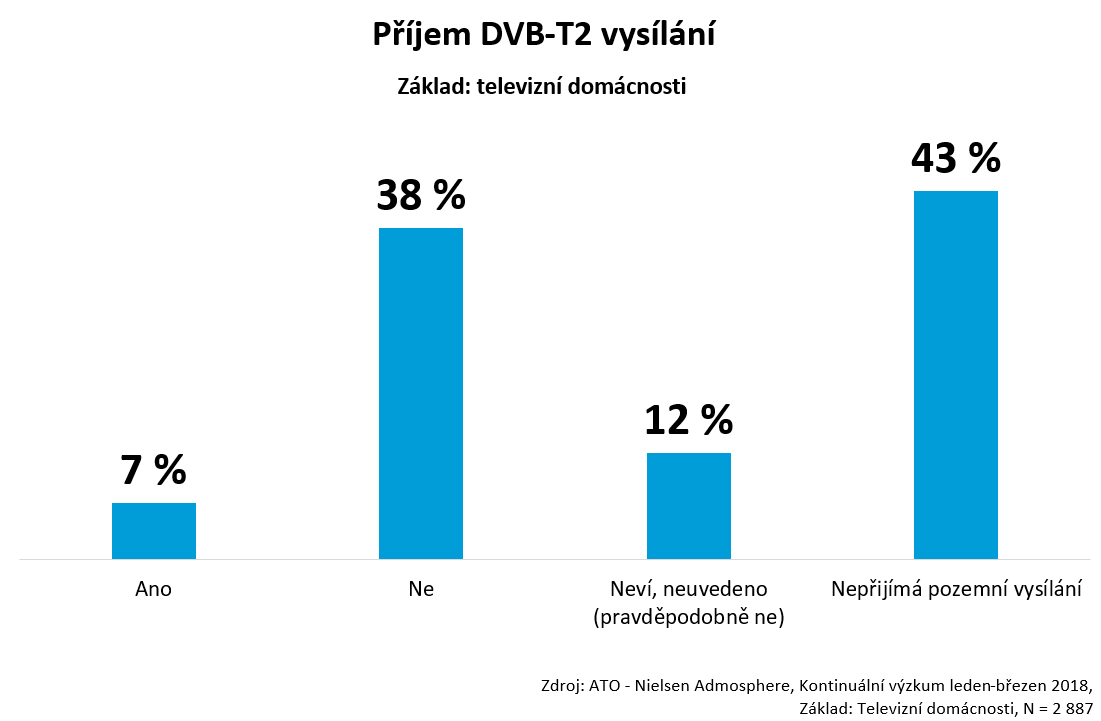 Příjem DVB-T2 vysílání
Základ: televizní domácnosti
7 %
38 %
12 %
43 %
Ano
Ne
Neví, neuvedeno
(pravděpodobně ne)
Nepřijímá pozemní vysílání
Zdroj: ATO - Nielsen Admosphere, Kontinuální výzkum leden-březen 2018,
Základ: Televizní domácnosti, N = 2 887